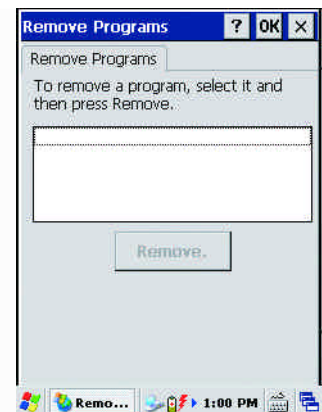 Remove Programs ? OK ×
Remove Programs
To remove a program, select it and
then press Remove.
Remove.
Remo... 1:00 PM